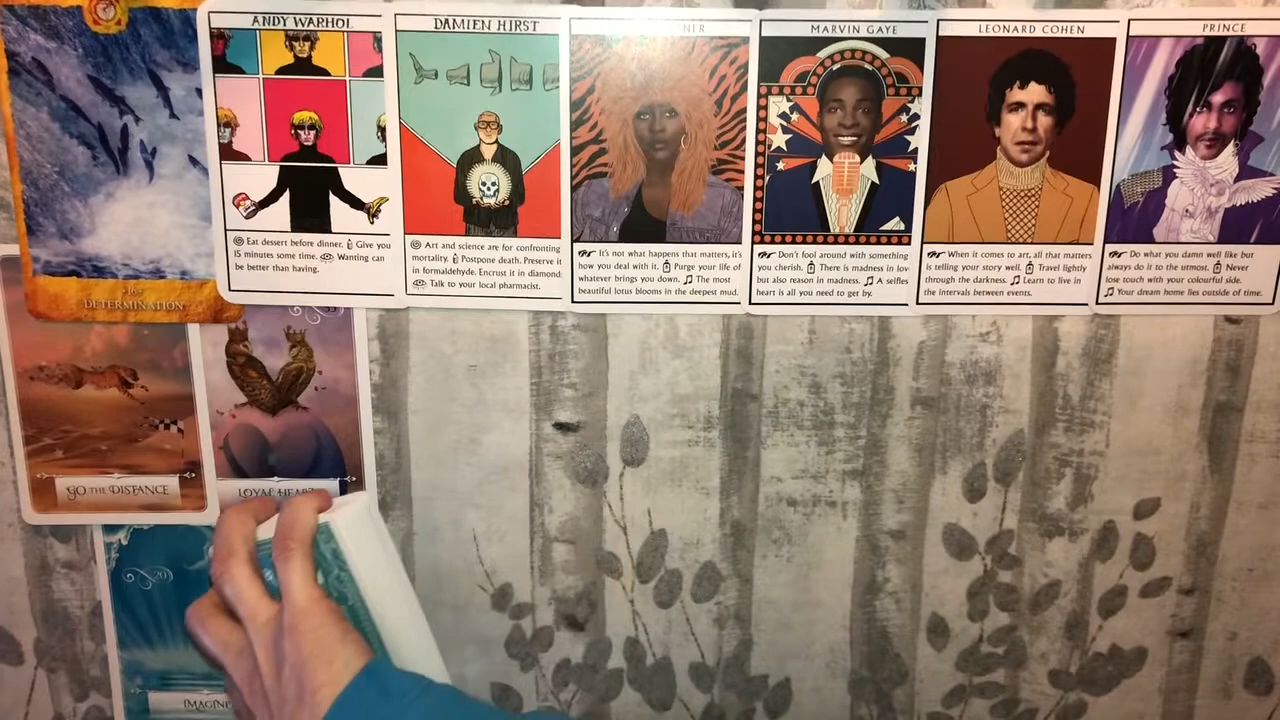 •16•
DETERMINATION
ANDY WARHOL
Eat dessert before dinner. Give you
15 minutes some time. Wanting can
be better than having.
DAMIEN HIRST
Art and science are for confronting
mortality. Postpone death. Preserve it
in formaldehyde. Encrust it in diamond
Talk to your local pharmacist.
NER
It's not what happens that matters, it's
how you deal with it. Purge your life of
whatever brings you down. The most
beautiful lotus blooms in the deepest mud.
MARVIN GAYE
Don't fool around with something
you cherish. There is madness in lov
but also reason in madness. A selfles
heart is all you need to get by.
LEONARD COHEN
When it comes to art, all that matters
is telling your story well. Travel lightly
through the darkness. Learn to live in
the intervals between events.
PRINCE
Do what you damn well like but
always do it to the utmost. Never
lose touch with your colourful side.
Your dream home lies outside of time.
GO THE DISTANCE
LOYAL HEART
20
IMAGINE